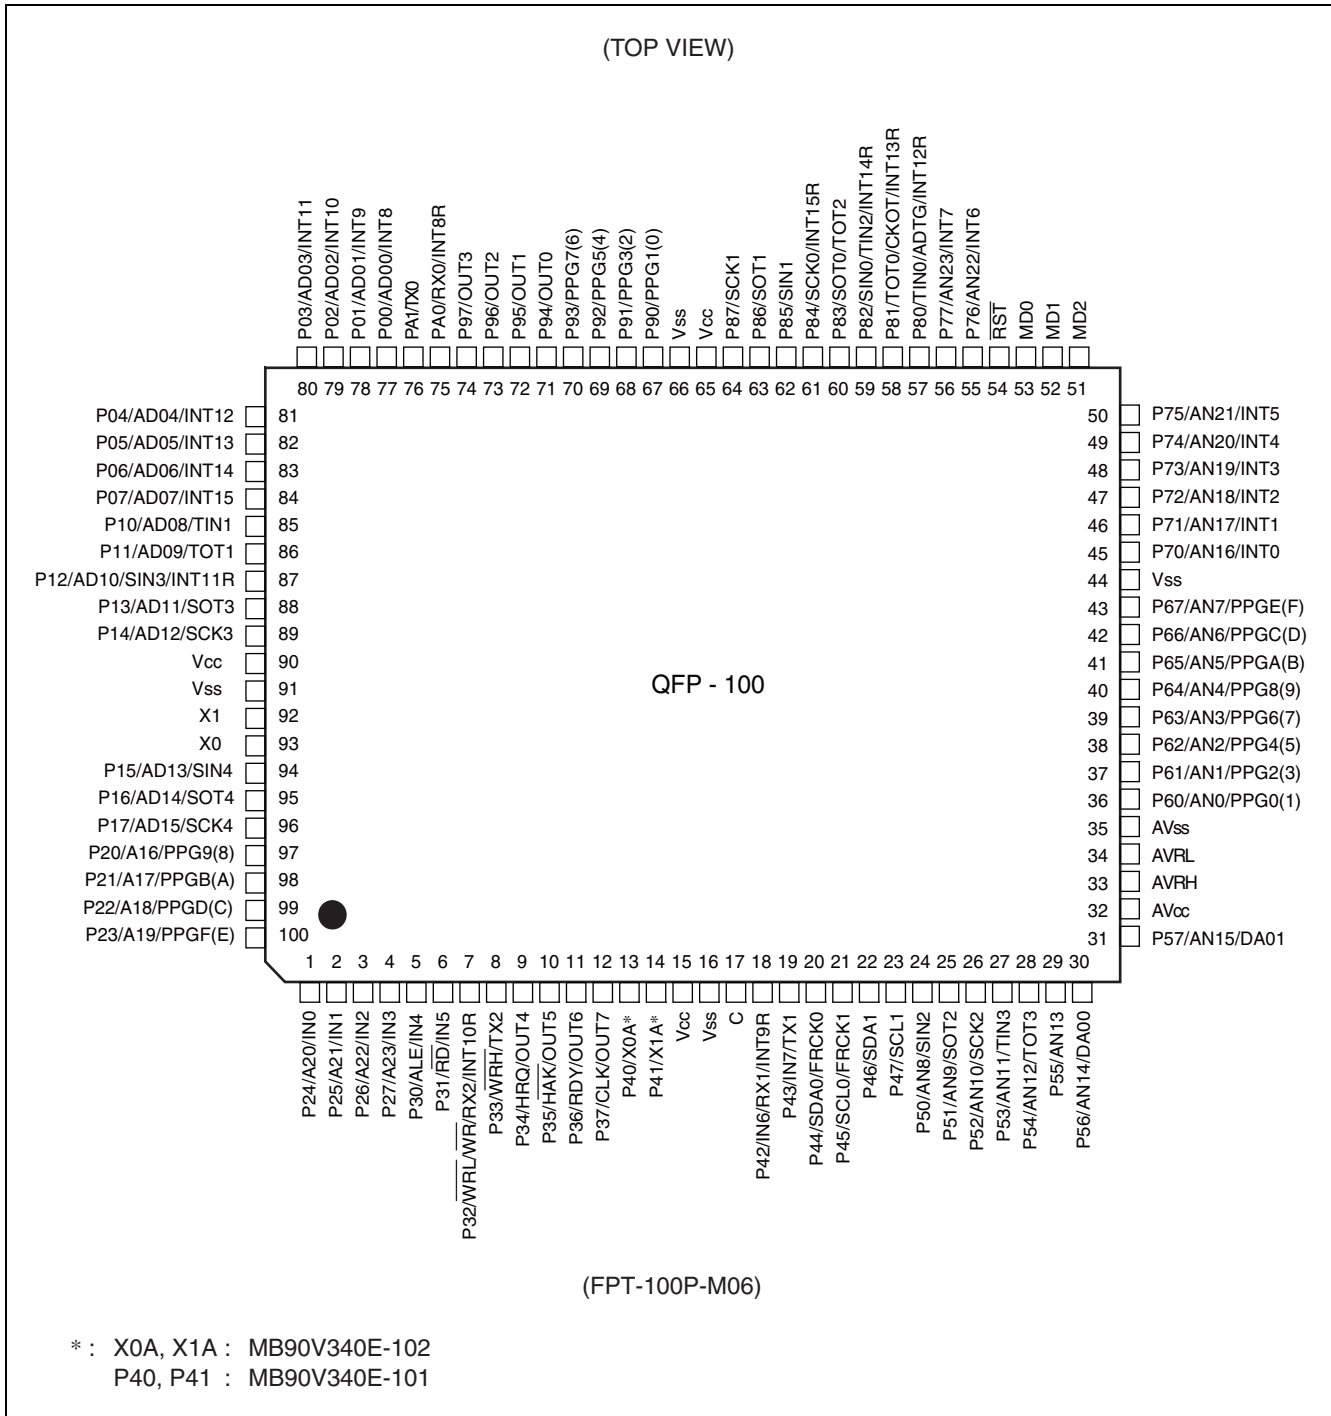 (TOP VIEW)
P03/AD03/INT11
P02/AD02/INT10
P01/AD01/INT9
P00/AD00/INT8
PA1/TX0
PA0/RX0/INT8R
P97/OUT3
P96/OUT2
P95/OUT1
P94/OUT0
P93/PPG7(6)
P92/PPG5(4)
P91/PPG3(2)
P90/PPG1(0)
Vss
Vcc
P87/SCK1
P86/SOT1
P85/SIN1
P84/SCK0/INT15R
P83/SOT0/TOT2
P82/SIN0/TIN2/INT14R
P81/TOT0/CKOT/INT13R
P80/TIN0/ADTG/INT12R
P77/AN23/INT7
P76/AN22/INT6
RST
MD0
MD1
MD2
80 79 78 77 76 75 74 73 72 71 70 69 68 67 66 65 64 63 62 61 60 59 58 57 56 55 54 53 52 51
P04/AD04/INT12 81
P05/AD05/INT13 82
P06/AD06/INT14 83
P07/AD07/INT15 84
P10/AD08/TIN1 85
P11/AD09/TOT1 86
P12/AD10/SIN3/INT11R 87
P13/AD11/SOT3 88
P14/AD12/SCK3 89
Vcc 90
Vss 91
X1 92
X0 93
P15/AD13/SIN4 94
P16/AD14/SOT4 95
P17/AD15/SCK4 96
P20/A16/PPG9(8) 97
P21/A17/PPGB(A) 98
P22/A18/PPGD(C) 99
P23/A19/PPGF(E) 100
QFP - 100
50 P75/AN21/INT5
49 P74/AN20/INT4
48 P73/AN19/INT3
47 P72/AN18/INT2
46 P71/AN17/INT1
45 P70/AN16/INT0
44 Vss
43 P67/AN7/PPGE(F)
42 P66/AN6/PPGC(D)
41 P65/AN5/PPGA(B)
40 P64/AN4/PPG8(9)
39 P63/AN3/PPG6(7)
38 P62/AN2/PPG4(5)
37 P61/AN1/PPG2(3)
36 P60/AN0/PPG0(1)
35 AVss
34 AVRL
33 AVRH
32 AVcc
31 P57/AN15/DA01
1 2 3 4 5 6 7 8 9 10 11 12 13 14 15 16 17 18 19 20 21 22 23 24 25 26 27 28 29 30
P24/A20/IN0
P25/A21/IN1
P26/A22/IN2
P27/A23/IN3
P30/ALE/IN4
P31/RD/IN5
P32/WRL/WR/RX2/INT10R
P33/WRH/TX2
P34/HRQ/OUT4
P35/HAK/OUT5
P36/RDY/OUT6
P37/CLK/OUT7
P40/X0A*
P41/X1A*
Vcc
Vss
C
P42/IN6/RX1/INT9R
P43/IN7/TX1
P44/SDA0/FRCK0
P45/SCL0/FRCK1
P46/SDA1
P47/SCL1
P50/AN8/SIN2
P51/AN9/SOT2
P52/AN10/SCK2
P53/AN11/TIN3
P54/AN12/TOT3
P55/AN13
P56/AN14/DA00
(FPT-100P-M06)
* : X0A, X1A : MB90V340E-102
P40, P41 : MB90V340E-101